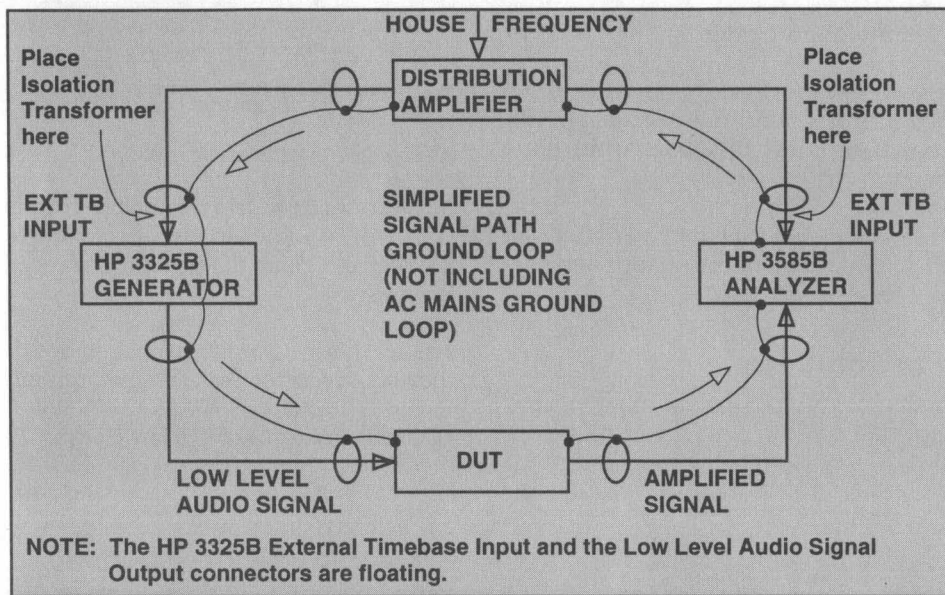 HOUSE FREQUENCY
Place
Isolation
Transformer
here
DISTRIBUTION
AMPLIFIER
Place
Isolation
Transformer
here
EXT TB
INPUT
SIMPLIFIED
SIGNAL PATH
GROUND LOOP
(NOT INCLUDING
AC MAINS GROUND
LOOP)
EXT TB
INPUT
HP 3325B
GENERATOR
HP 3585B
ANALYZER
DUT
LOW LEVEL
AUDIO SIGNAL
AMPLIFIED
SIGNAL
NOTE: The HP 3325B External Timebase Input and the Low Level Audio Signal
Output connectors are floating.